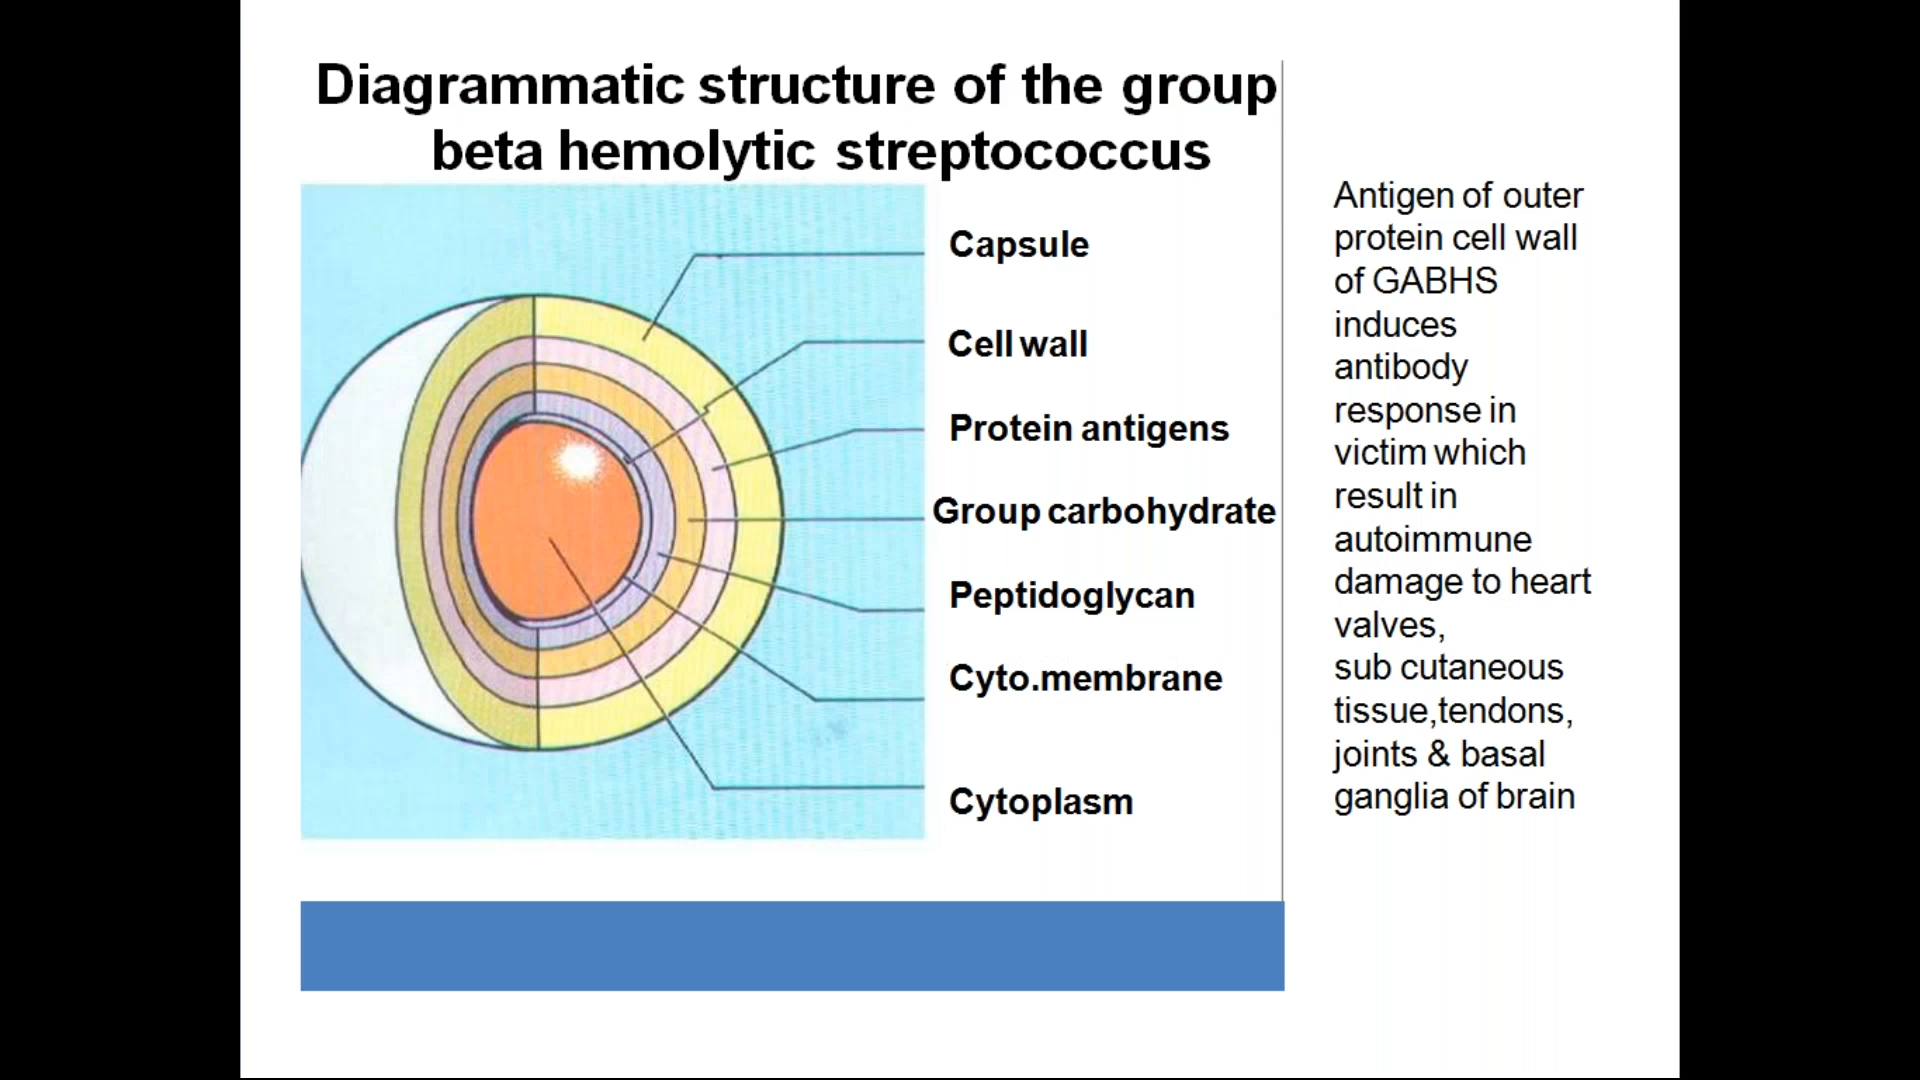 Diagrammatic structure of the group
beta hemolytic streptococcus
Capsule
Cell wall
Protein antigens
Group carbohydrate
Peptidoglycan
Cyto.membrane
Cytoplasm
Antigen of outer
protein cell wall
of GABHS
induces
antibody
response in
victim which
result in
autoimmune
damage to heart
valves,
sub cutaneous
tissue,tendons,
joints & basal
ganglia of brain